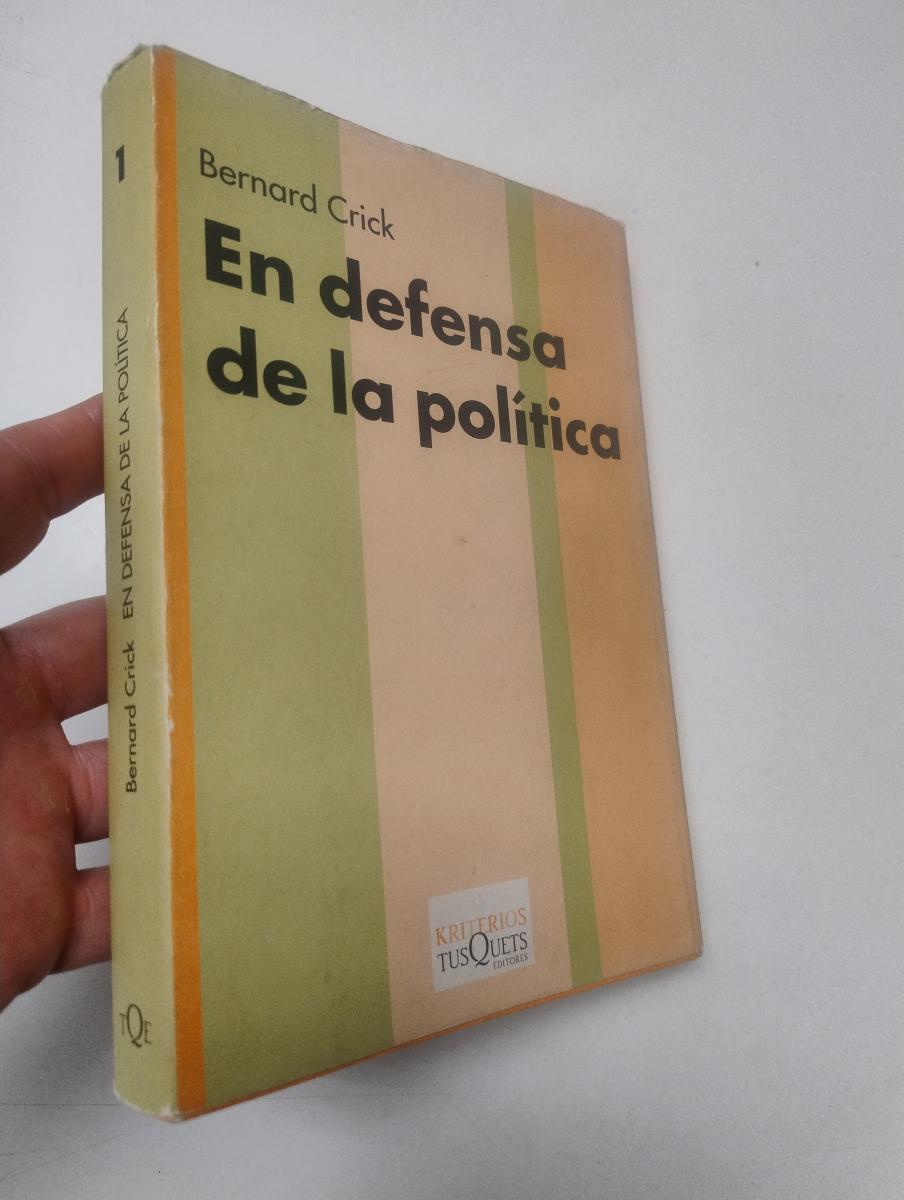 Bernard Crick
En defensa
de la política
KRITERIOS
TUSQUETS
EDITORES
1
Bernard Crick EN DEFENSA DE LA POLÍTICA
TQE